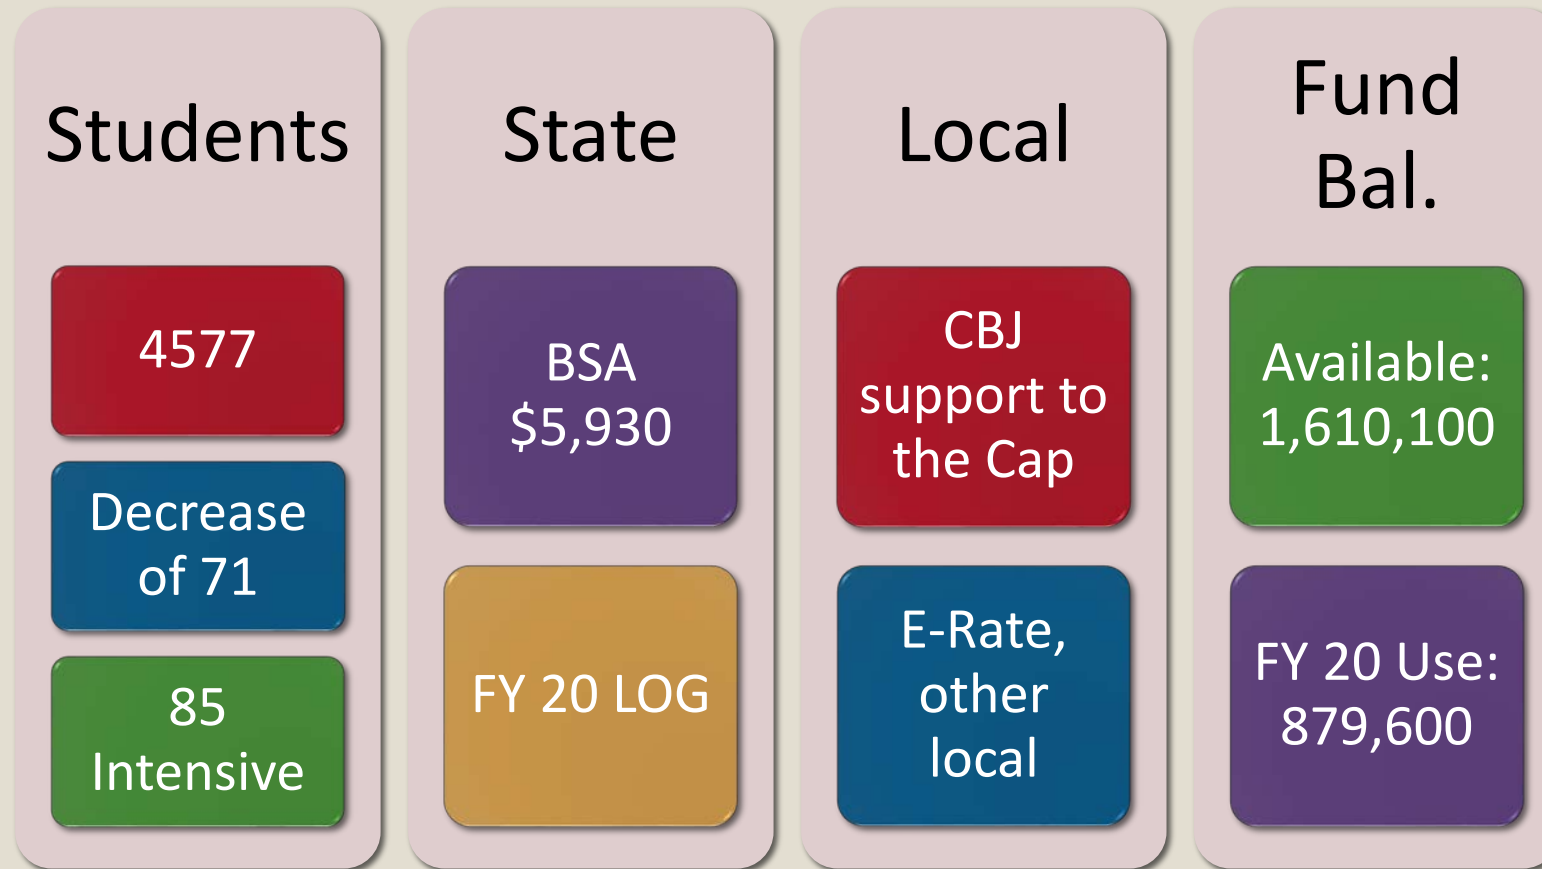 Students
4577
Decrease
of 71
85
Intensive
State
BSA
$5,930
FY 20 LOG
Local
CBJ
support to
the Cap
E-Rate,
other
local
Fund
Bal.
Available:
1,610,100
FY 20 Use:
879,600